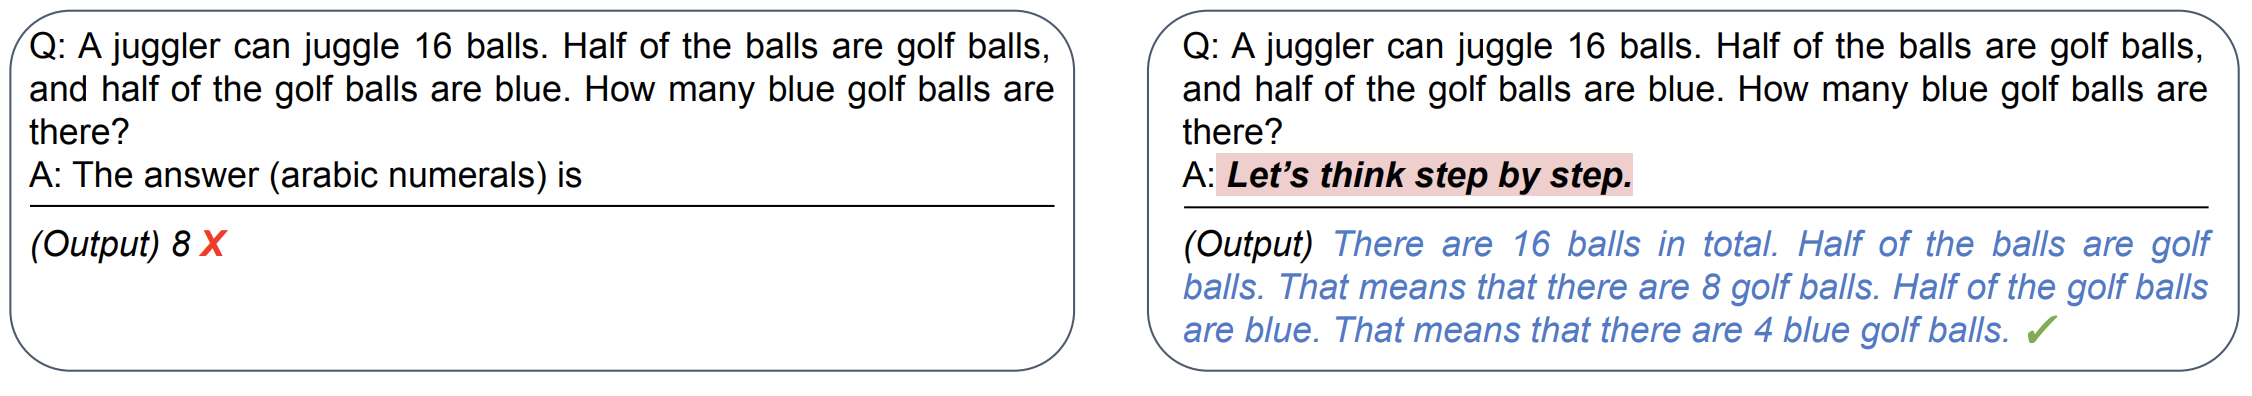 Q: A juggler can juggle 16 balls. Half of the balls are golf balls,
and half of the golf balls are blue. How many blue golf balls are
there?
A: The answer (arabic numerals) is
(Output) 8 X
Q: A juggler can juggle 16 balls. Half of the balls are golf balls,
and half of the golf balls are blue. How many blue golf balls are
there?
A: Let’s think step by step.
(Output) There are 16 balls in total. Half of the balls are golf
balls. That means that there are 8 golf balls. Half of the golf balls
are blue. That means that there are 4 blue golf balls. ✓